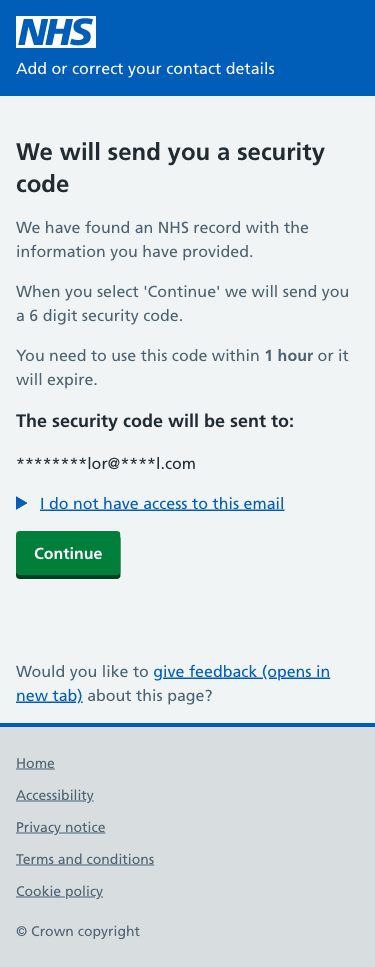 NHS
Add or correct your contact details
We will send you a security
code
We have found an NHS record with the
information you have provided.
When you select 'Continue' we will send you
a 6 digit security code.
You need to use this code within 1 hour or it
will expire.
The security code will be sent to:
********lor@****l.com
I do not have access to this email
Continue
Would you like to give feedback (opens in
new tab) about this page?
Home
Accessibility
Privacy notice
Terms and conditions
Cookie policy
© Crown copyright